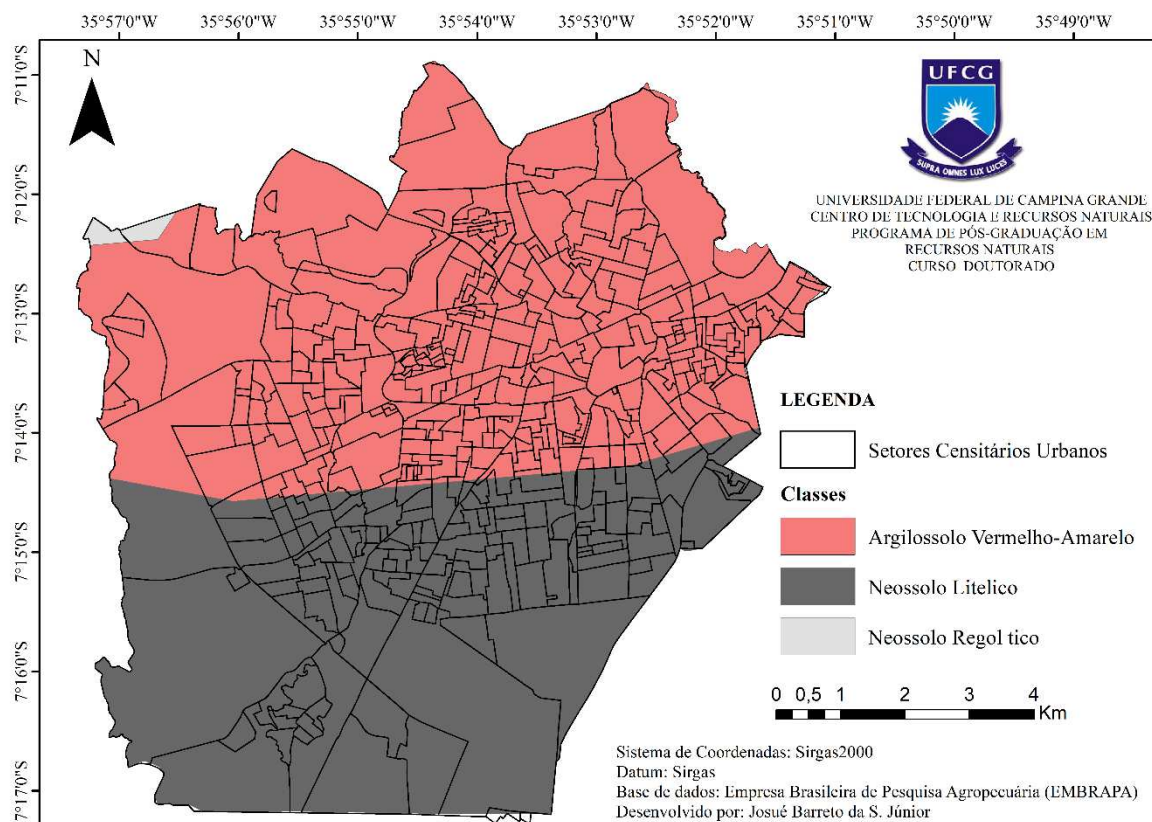 35°57'0"W 35°56'0"W 35°55'0"W 35°54'0"W 35°53'0"W 35°52'0"W 35°51'0"W 35°50'0"W 35°49'0"W
N
7°11'0"S
7°12'0"S
7°13'0"S
7°14'0"S
7°15'0"S
7°16'0"S
7°17'0"S
UFCG
SUPRA OMNES LUX LUCES
UNIVERSIDADE FEDERAL DE CAMPINA GRANDE
CENTRO DE TECNOLOGIA E RECURSOS NATURAIS
PROGRAMA DE PÓS-GRADUAÇÃO EM
RECURSOS NATURAIS
CURSO DOUTORADO
LEGENDA
Setores Censitários Urbanos
Classes
Argilossolo Vermelho-Amarelo
Neossolo Litelico
Neossolo Regol tico
0 0,5 1 2 3 4
Km
Sistema de Coordenadas: Sirgas2000
Datum: Sirgas
Base de dados: Empresa Brasileira de Pesquisa Agropecuária (EMBRAPA)
Desenvolvido por: Josué Barreto da S. Júnior